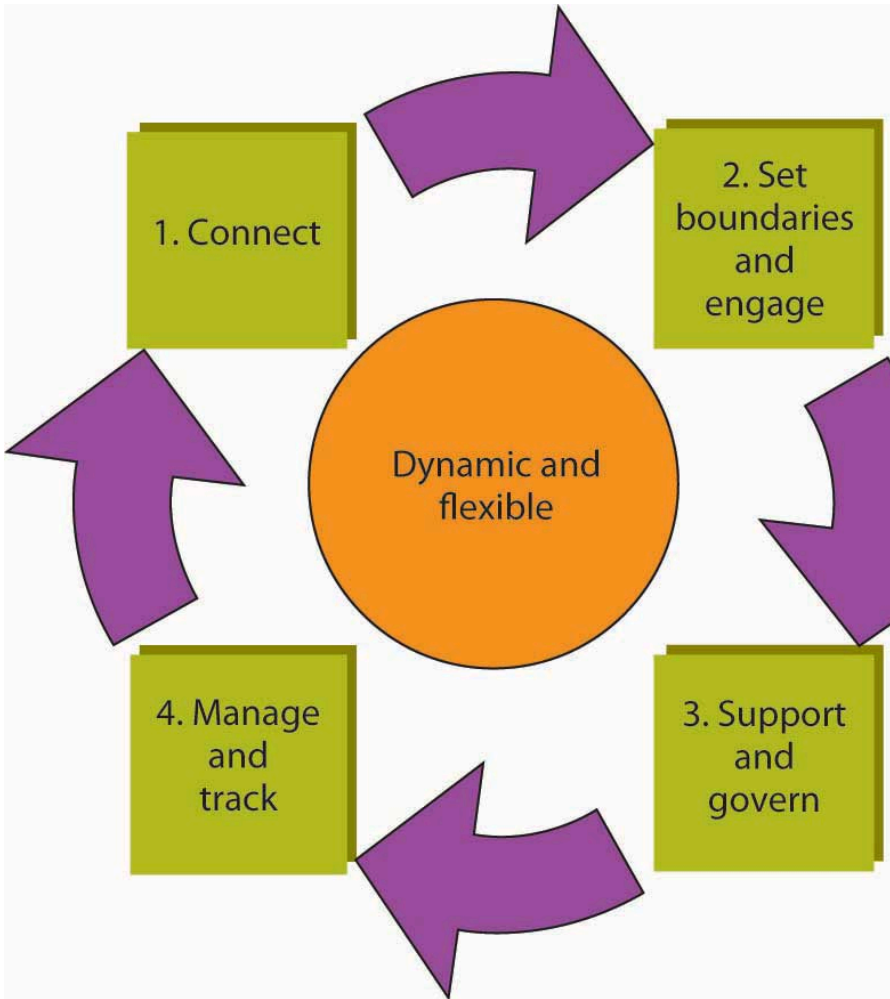 1. Connect
2. Set
boundaries
and
engage
Dynamic and
flexible
4. Manage
and
track
3. Support
and
govern